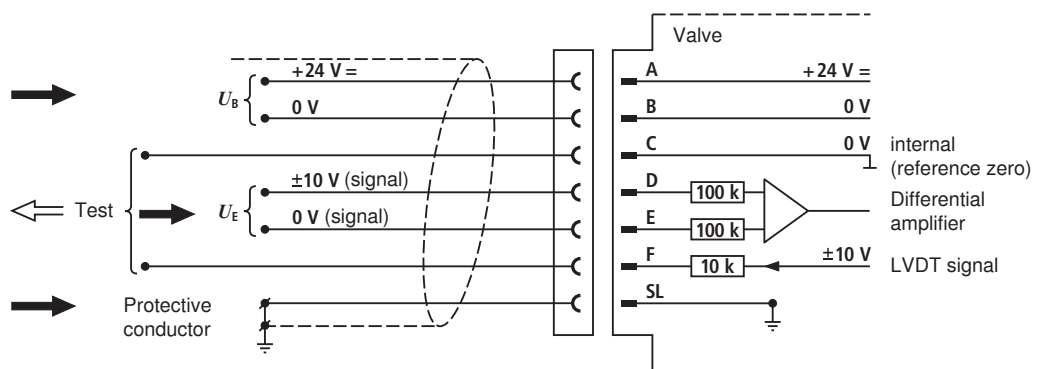 Valve
+24 V =
A
+24 V =
U_B
0 V
B
0 V
C
0 V
internal
(reference zero)
±10 V (signal)
D
100 k
Differential
amplifier
Test
U_E
0 V (signal)
E
100 k
F
10 k
±10 V
LVDT signal
Protective
conductor
SL